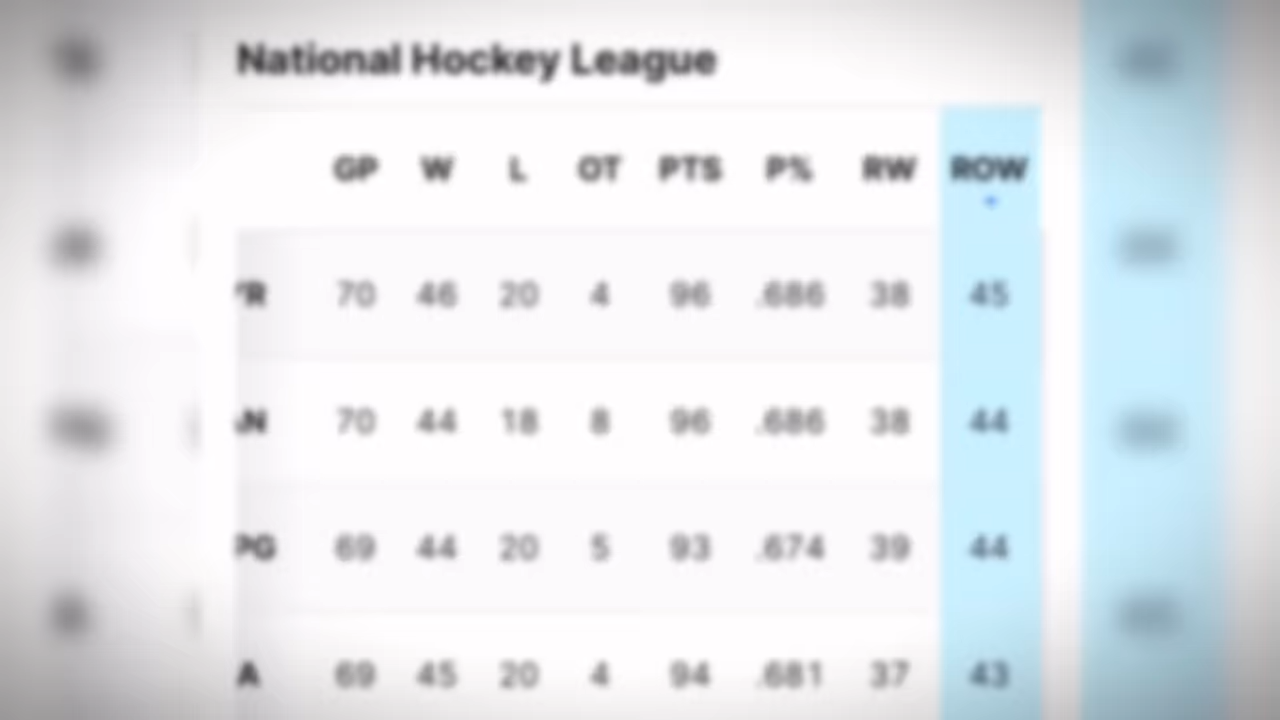 National Hockey League
GP W L OT PTS P% RW ROW
R 70 46 20 4 96 .686 38 45
N 70 44 18 8 96 .686 38 44
PG 69 44 20 5 93 .674 39 44
A 69 45 20 4 94 .681 37 43